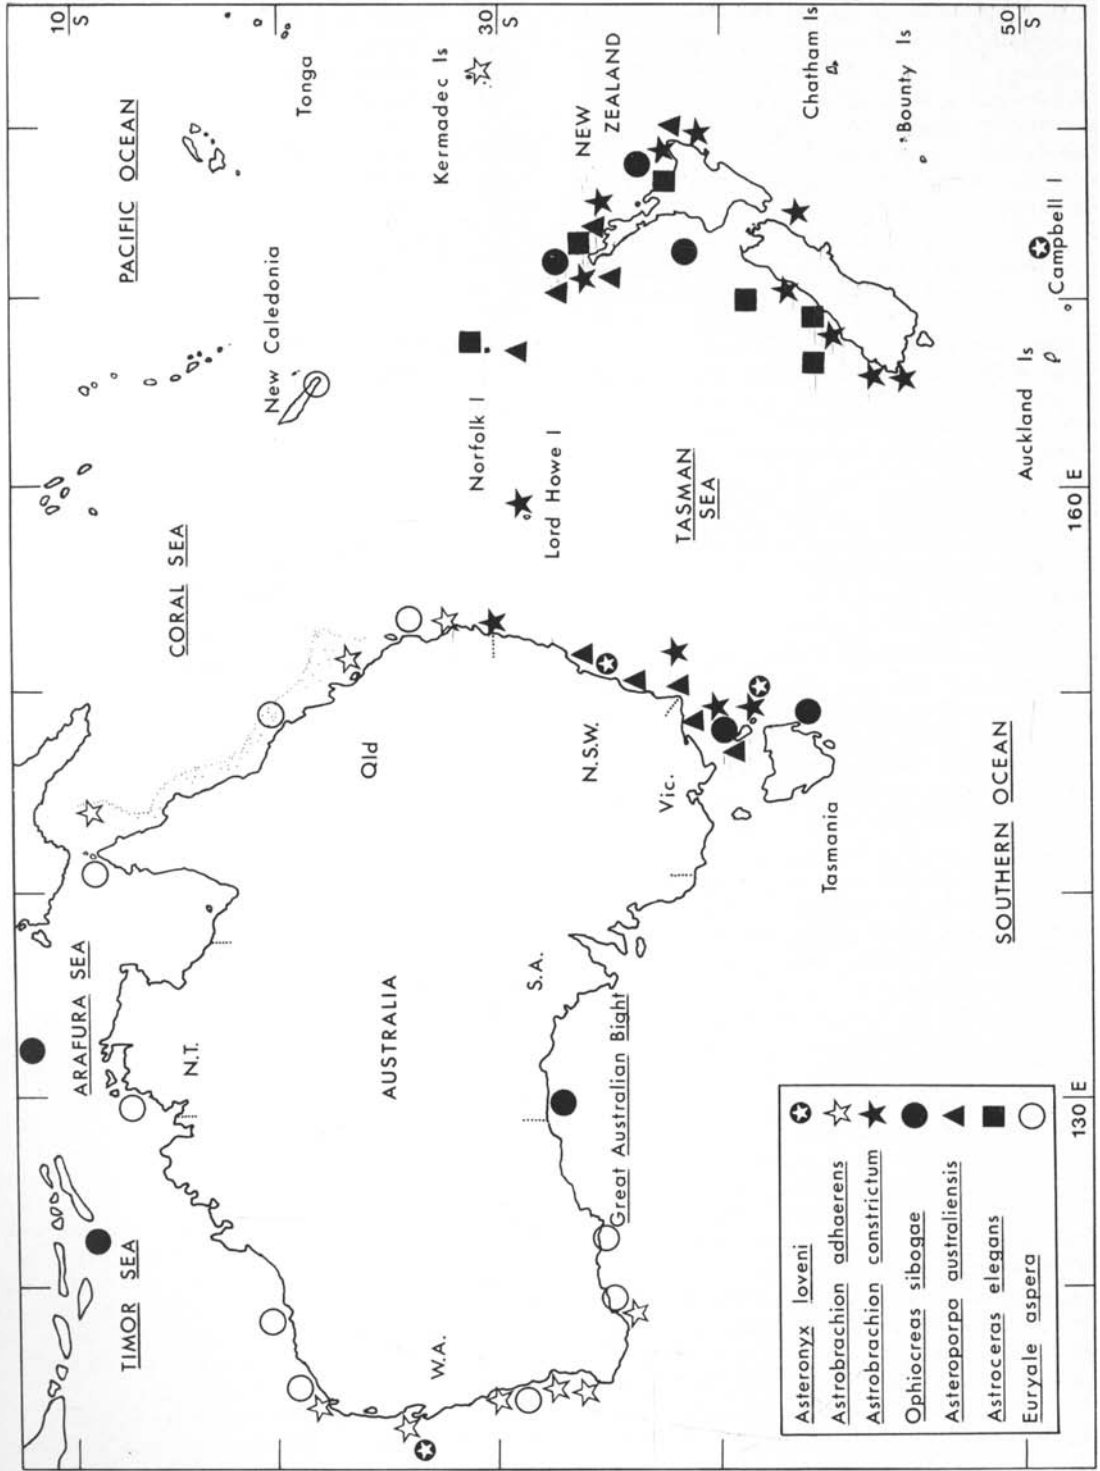 10
S
30
S
50
S
PACIFIC OCEAN
Tonga
Kermadec Is
NEW
ZEALAND
Chatham Is
Bounty Is
New Caledonia
Norfolk I
Lord Howe I
Campbell I
Auckland Is
CORAL SEA
TASMAN
SEA
160 E
Qld
N.S.W.
Vic.
Tasmania
SOUTHERN OCEAN
ARAFURA SEA
N.T.
AUSTRALIA
S.A.
Great Australian Bight
TIMOR SEA
W.A.
130 E
Asteronyx loveni
Astrobrachion adhaerens
Astrobrachion constrictum
Ophiocreas sibogae
Asteroporpa australiensis
Astroceras elegans
Euryale aspera